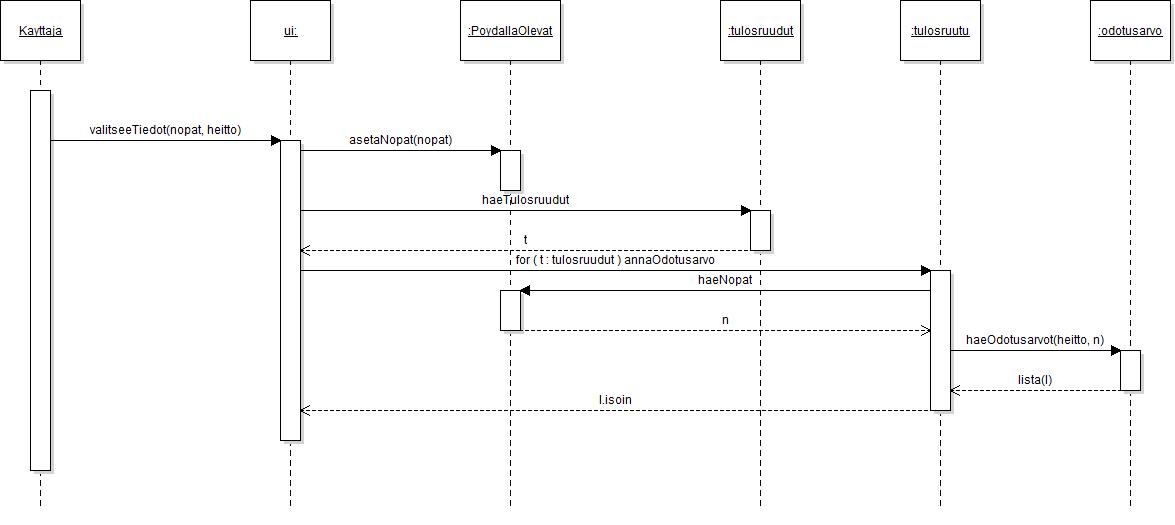 Kayttaja
ui:
:PoydallaOlevat
:tulosruudut
:tulosruutu
:odotusarvo
valitseeTiedot(nopat, heitto)
asetaNopat(nopat)
haeTulosruudut
t
for ( t : tulosruudut ) annaOdotusarvo
haeNopat
n
haeOdotusarvot(heitto, n)
lista(l)
l.isoin